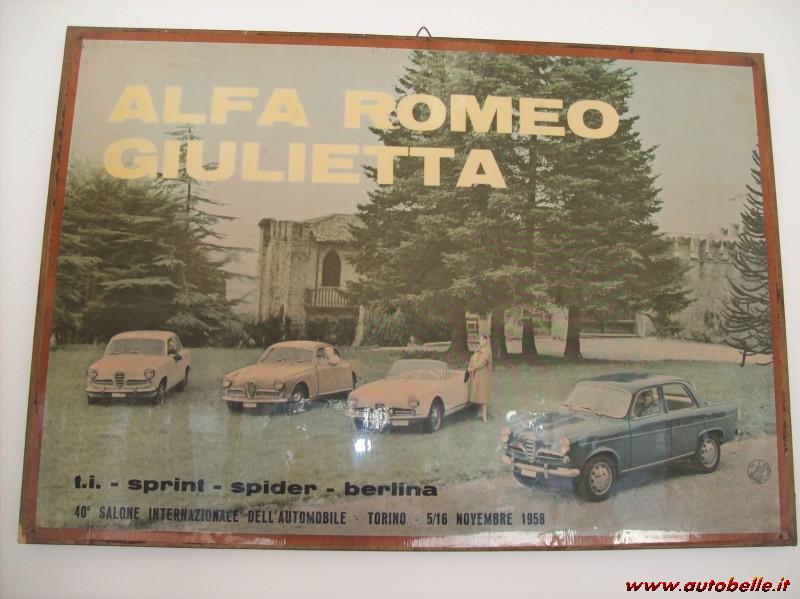 ALFA ROMEO
GIULIETTA
t.i. - sprint - spider - berlina
40° SALONE INTERNAZIONALE DELL'AUTOMOBILE - TORINO - 5/16 NOVEMBRE 1958
www.autobelle.it